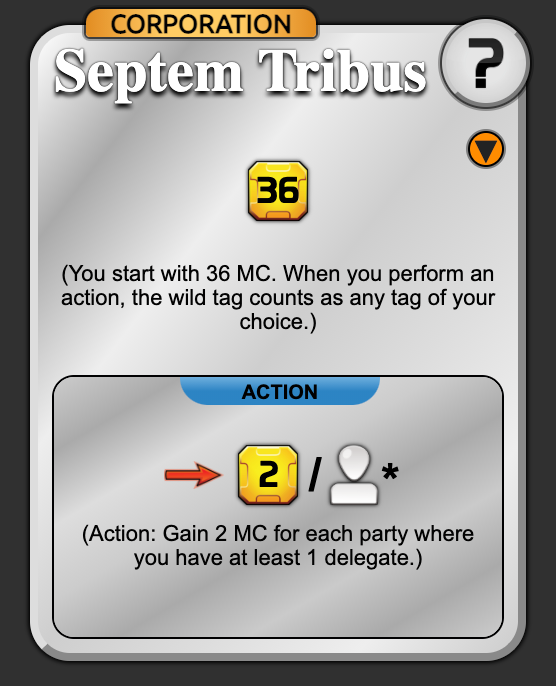 CORPORATION
Septem Tribus
?
36
(You start with 36 MC. When you perform an
action, the wild tag counts as any tag of your
choice.)
ACTION
2 / *
(Action: Gain 2 MC for each party where
you have at least 1 delegate.)